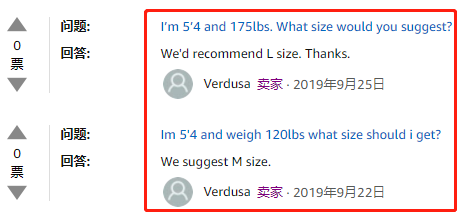 问题: I'm 5'4 and 175lbs. What size would you suggest?
0
票
回答: We'd recommend L size. Thanks.
Verdusa 卖家 · 2019年9月25日
问题: Im 5'4 and weigh 120lbs what size should i get?
0
票
回答: We suggest M size.
Verdusa 卖家 · 2019年9月22日